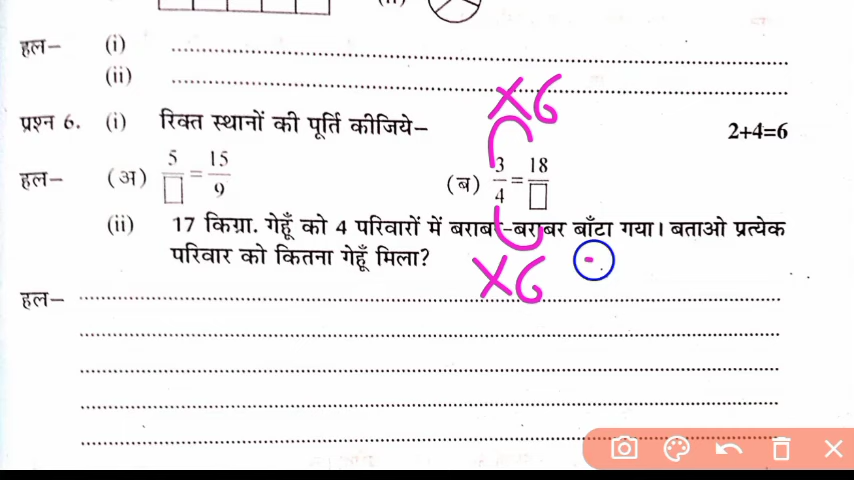 (ii)
हल– (i) ........................
(ii) ........................
×6
प्रश्न 6. (i) रिक्त स्थानों की पूर्ति कीजिये– 2+4=6
हल– (अ) 5/□ = 15/9 (ब) 3/4 = 18/□
(ii) 17 किग्रा. गेहूँ को 4 परिवारों में बराबर-बराबर बाँटा गया। बताओ प्रत्येक
परिवार को कितना गेहूँ मिला?
×6
हल– ........................